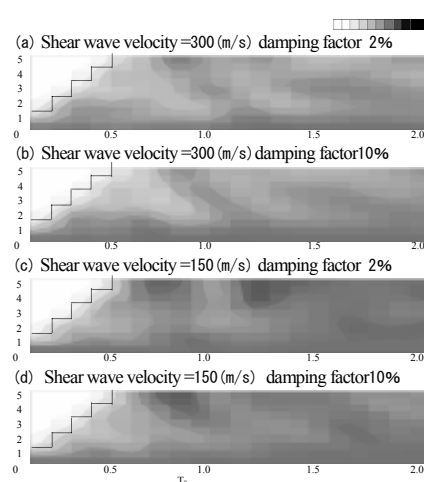 (a) Shear wave velocity=300(m/s) damping factor 2%
5
4
3
2
1
0 0.5 1.0 1.5 2.0
(b) Shear wave velocity=300(m/s)damping factor10%
5
4
3
2
1
0 0.5 1.0 1.5 2.0
(c) Shear wave velocity=150(m/s) damping factor 2%
5
4
3
2
1
0 0.5 1.0 1.5 2.0
(d) Shear wave velocity=150(m/s) damping factor10%
5
4
3
2
1
0 0.5 1.0 1.5 2.0